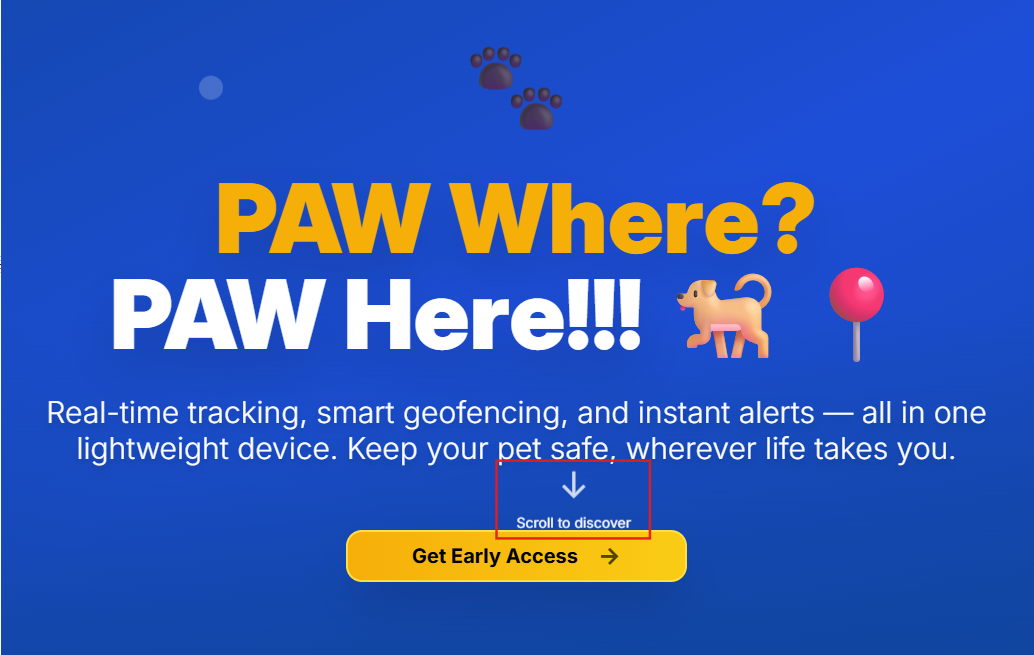 PAW Where?
PAW Here!!!
Real-time tracking, smart geofencing, and instant alerts — all in one
lightweight device. Keep your pet safe, wherever life takes you.
Scroll to discover
Get Early Access